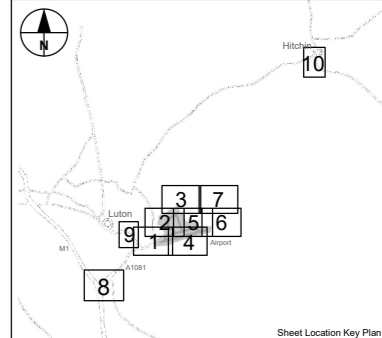 N
Hitchin
10
3 7
Luton
2 5 6
9
1 4
Airport
M1
A1081
8
Sheet Location Key Plan